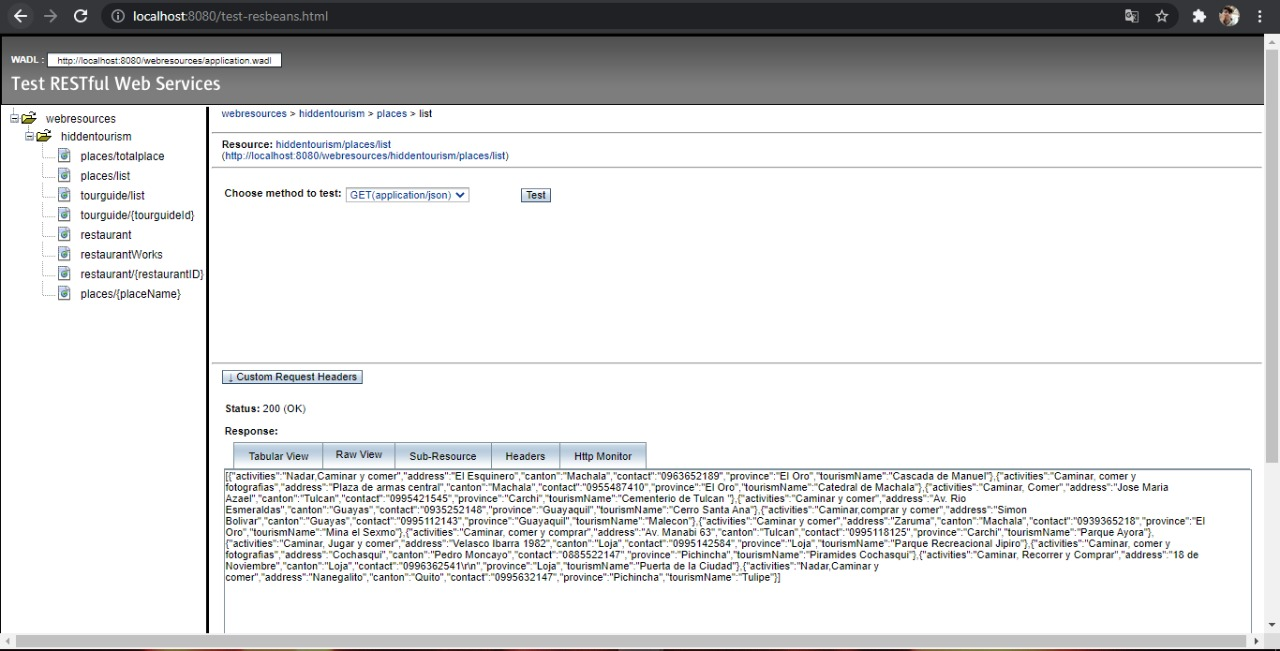 localhost:8080/test-resbeans.html
WADL : http://localhost:8080/webresources/application.wadl
Test RESTful Web Services
webresources
hiddentourism
places/totalplace
places/list
tourguide/list
tourguide/{tourguideId}
restaurant
restaurantWorks
restaurant/{restaurantID}
places/{placeName}
webresources > hiddentourism > places > list
Resource: hiddentourism/places/list
(http://localhost:8080/webresources/hiddentourism/places/list)
Choose method to test: GET(application/json) Test
↓ Custom Request Headers
Status: 200 (OK)
Response:
Tabular View Raw View Sub-Resource Headers Http Monitor
[{"activities":"Nadar,Caminar y comer","address":"El Esquinero","canton":"Machala","contact":"0963652189","province":"El Oro","tourismName":"Cascada de Manuel"},{"activities":"Caminar, comer y
fotografias","address":"Plaza de armas central","canton":"Machala","contact":"0955487410","province":"El Oro","tourismName":"Catedral de Machala"},{"activities":"Caminar, Comer","address":"Jose Maria
Azael","canton":"Tulcan","contact":"0995421545","province":"Carchi","tourismName":"Cementerio de Tulcan "},{"activities":"Caminar y comer","address":"Av. Rio
Esmeraldas","canton":"Guayas","contact":"0935252148","province":"Guayaquil","tourismName":"Cerro Santa Ana"},{"activities":"Caminar,comprar y comer","address":"Simon
Bolivar","canton":"Guayas","contact":"0995112143","province":"Guayaquil","tourismName":"Malecon"},{"activities":"Caminar y comer","address":"Zaruma","canton":"Machala","contact":"0939365218","province":"El
Oro","tourismName":"Mina el Sexmo"},{"activities":"Caminar, comer y comprar","address":"Av. Manabi 63","canton":"Tulcan","contact":"0995118125","province":"Carchi","tourismName":"Parque Ayora"},
{"activities":"Caminar, Jugar y comer","address":"Velasco Ibarra 1982","canton":"Loja","contact":"0995142584","province":"Loja","tourismName":"Parque Recreacional Jipiro"},{"activities":"Caminar, comer y
fotografias","address":"Cochasqui","canton":"Pedro Moncayo","contact":"0885522147","province":"Pichincha","tourismName":"Piramides Cochasqui"},{"activities":"Caminar, Recorrer y Comprar","address":"18 de
Noviembre","canton":"Loja","contact":"0996362541\r\n","province":"Loja","tourismName":"Puerta de la Ciudad"},{"activities":"Nadar,Caminar y
comer","address":"Nanegalito","canton":"Quito","contact":"0995632147","province":"Pichincha","tourismName":"Tulipe"}]